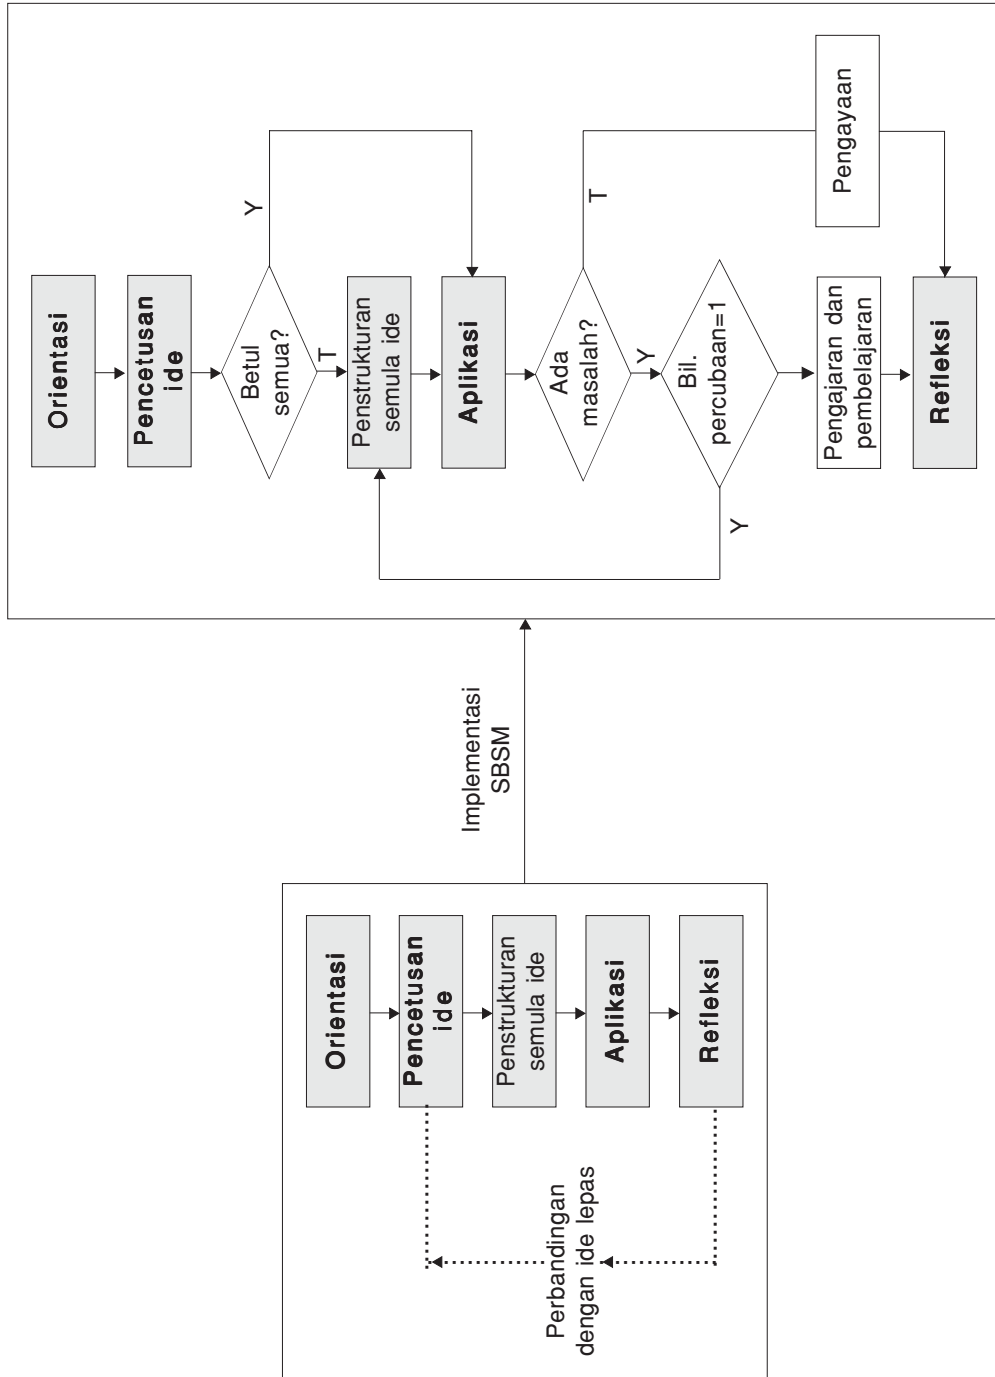 Orientasi
Pencetusan
ide
Penstrukturan
semula ide
Aplikasi
Refleksi
Perbandingan
dengan ide lepas
Implementasi
SBSM
Orientasi
Pencetusan
ide
Betul
semua?
Y
T
Penstrukturan
semula ide
Aplikasi
Ada
masalah?
T
Y
Bil.
percubaan=1
Y
Pengayaan
Pengajaran dan
pembelajaran
Refleksi